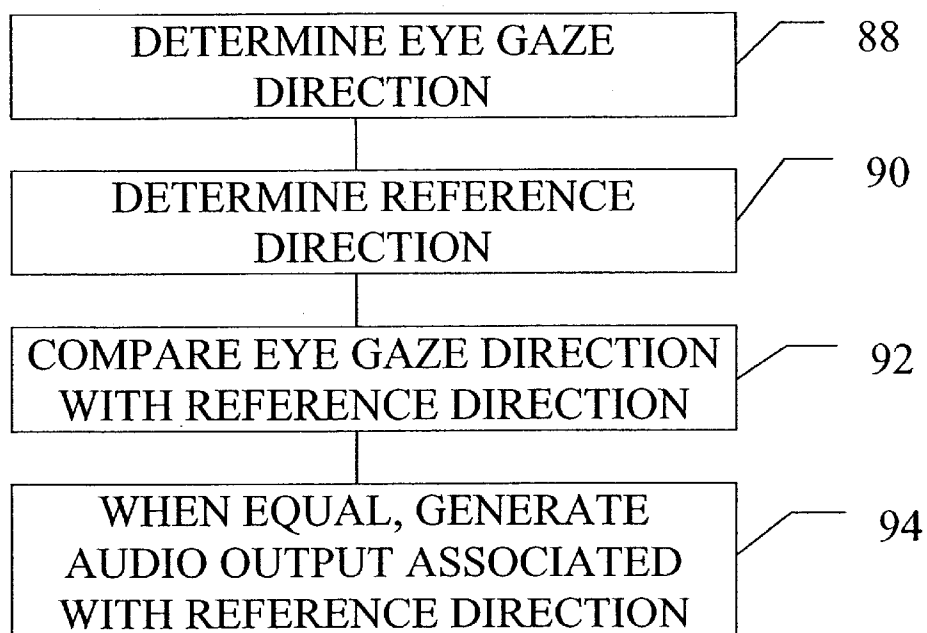 DETERMINE EYE GAZE
DIRECTION
88
DETERMINE REFERENCE
DIRECTION
90
COMPARE EYE GAZE DIRECTION
WITH REFERENCE DIRECTION
92
WHEN EQUAL, GENERATE
AUDIO OUTPUT ASSOCIATED
WITH REFERENCE DIRECTION
94